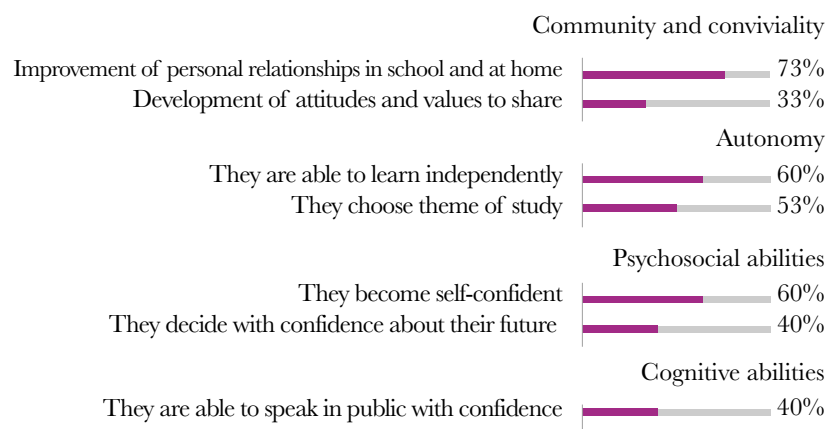 Community and conviviality
Improvement of personal relationships in school and at home 73%
Development of attitudes and values to share 33%
Autonomy
They are able to learn independently 60%
They choose theme of study 53%
Psychosocial abilities
They become self-confident 60%
They decide with confidence about their future 40%
Cognitive abilities
They are able to speak in public with confidence 40%